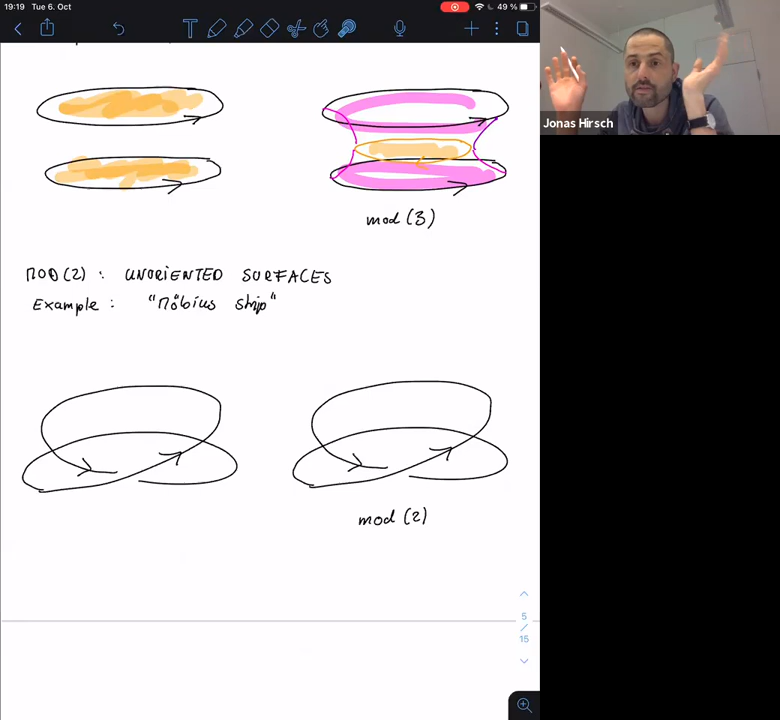 19:19 Tue 6. Oct
49 %
Jonas Hirsch
mod (3)
MOD(2) : UNORIENTED SURFACES
Example : "Möbius strip"
mod (2)
5
/
15